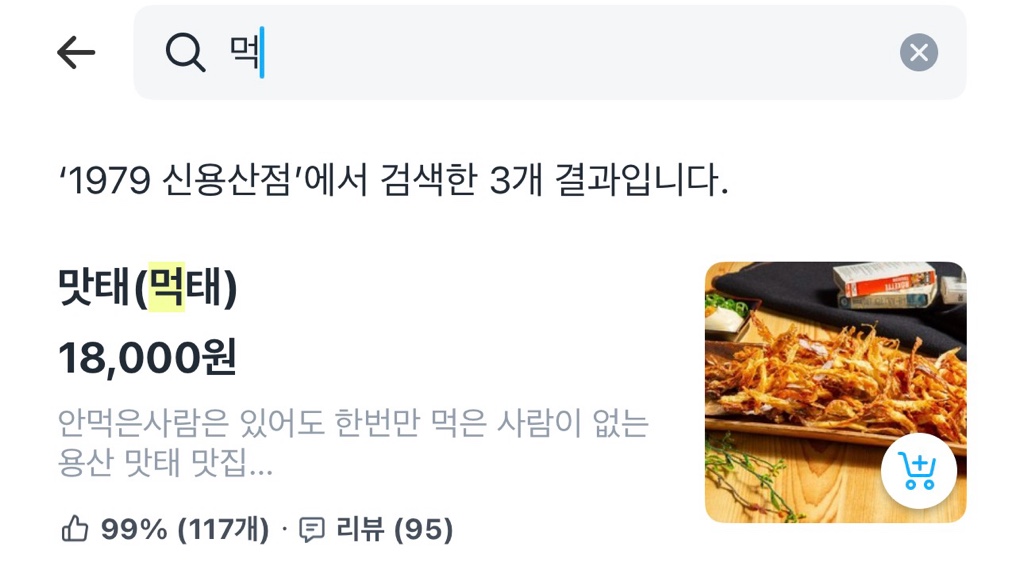 먹
‘1979 신용산점’에서 검색한 3개 결과입니다.
맛태(먹태)
18,000원
안먹은사람은 있어도 한번만 먹은 사람이 없는
용산 맛태 맛집...
99% (117개) · 리뷰 (95)